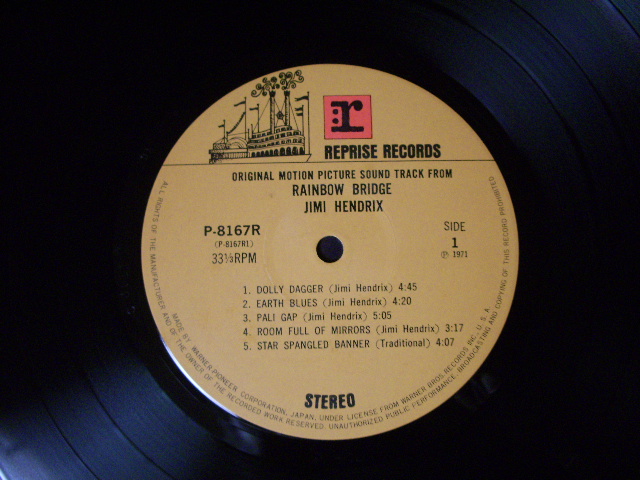 r
REPRISE RECORDS
ORIGINAL MOTION PICTURE SOUND TRACK FROM
RAINBOW BRIDGE
JIMI HENDRIX
P-8167R
(P-8167R1)
33⅓RPM
SIDE
1
Ⓟ 1971
1. DOLLY DAGGER (Jimi Hendrix) 4:45
2. EARTH BLUES (Jimi Hendrix) 4:20
3. PALI GAP (Jimi Hendrix) 5:05
4. ROOM FULL OF MIRRORS (Jimi Hendrix) 3:17
5. STAR SPANGLED BANNER (Traditional) 4:07
STEREO
MADE BY WARNER-PIONEER CORPORATION, JAPAN, UNDER LICENSE FROM WARNER BROS. RECORDS INC., U.S.A.
ALL RIGHTS OF THE MANUFACTURER AND OF THE OWNER OF THE RECORDED WORK RESERVED. UNAUTHORIZED PUBLIC PERFORMANCE, BROADCASTING AND COPYING OF THIS RECORD PROHIBITED